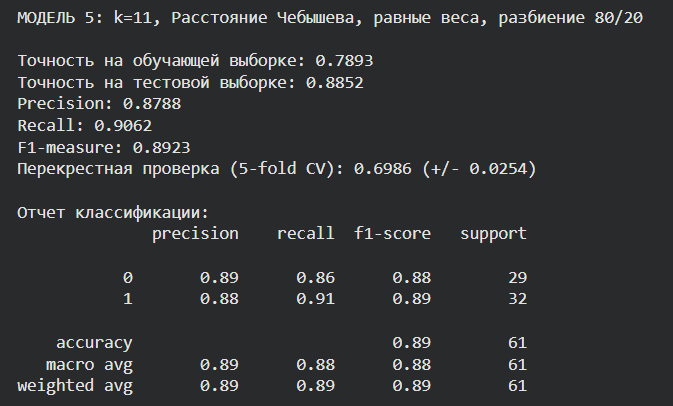 МОДЕЛЬ 5: k=11, Расстояние Чебышева, равные веса, разбиение 80/20
Точность на обучающей выборке: 0.7893
Точность на тестовой выборке: 0.8852
Precision: 0.8788
Recall: 0.9062
F1-measure: 0.8923
Перекрестная проверка (5-fold CV): 0.6986 (+/- 0.0254)
Отчет классификации:
precision recall f1-score support
0 0.89 0.86 0.88 29
1 0.88 0.91 0.89 32
accuracy 0.89 61
macro avg 0.89 0.88 0.88 61
weighted avg 0.89 0.89 0.89 61